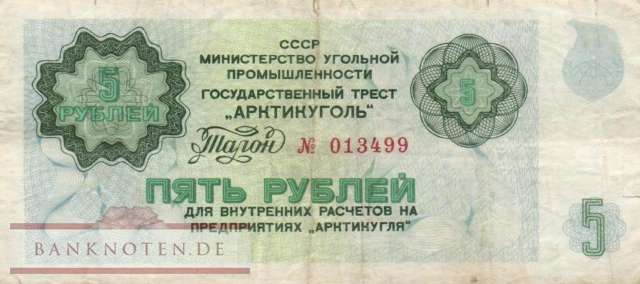 СССР
МИНИСТЕРСТВО УГОЛЬНОЙ
ПРОМЫШЛЕННОСТИ
ГОСУДАРСТВЕННЫЙ ТРЕСТ
„АРКТИКУГОЛЬ"
5
РУБЛЕЙ
5
Талон № 013499
ПЯТЬ РУБЛЕЙ
ДЛЯ ВНУТРЕННИХ РАСЧЕТОВ НА
ПРЕДПРИЯТИЯХ „АРКТИКУГЛЯ"
5
BANKNOTEN.DE